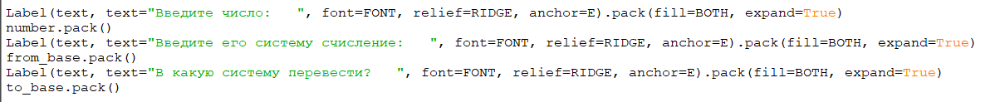 Label(text, text="Введите число:   ", font=FONT, relief=RIDGE, anchor=E).pack(fill=BOTH, expand=True)
number.pack()
Label(text, text="Введите его систему счисление:   ", font=FONT, relief=RIDGE, anchor=E).pack(fill=BOTH, expand=True)
from_base.pack()
Label(text, text="В какую систему перевести?   ", font=FONT, relief=RIDGE, anchor=E).pack(fill=BOTH, expand=True)
to_base.pack()